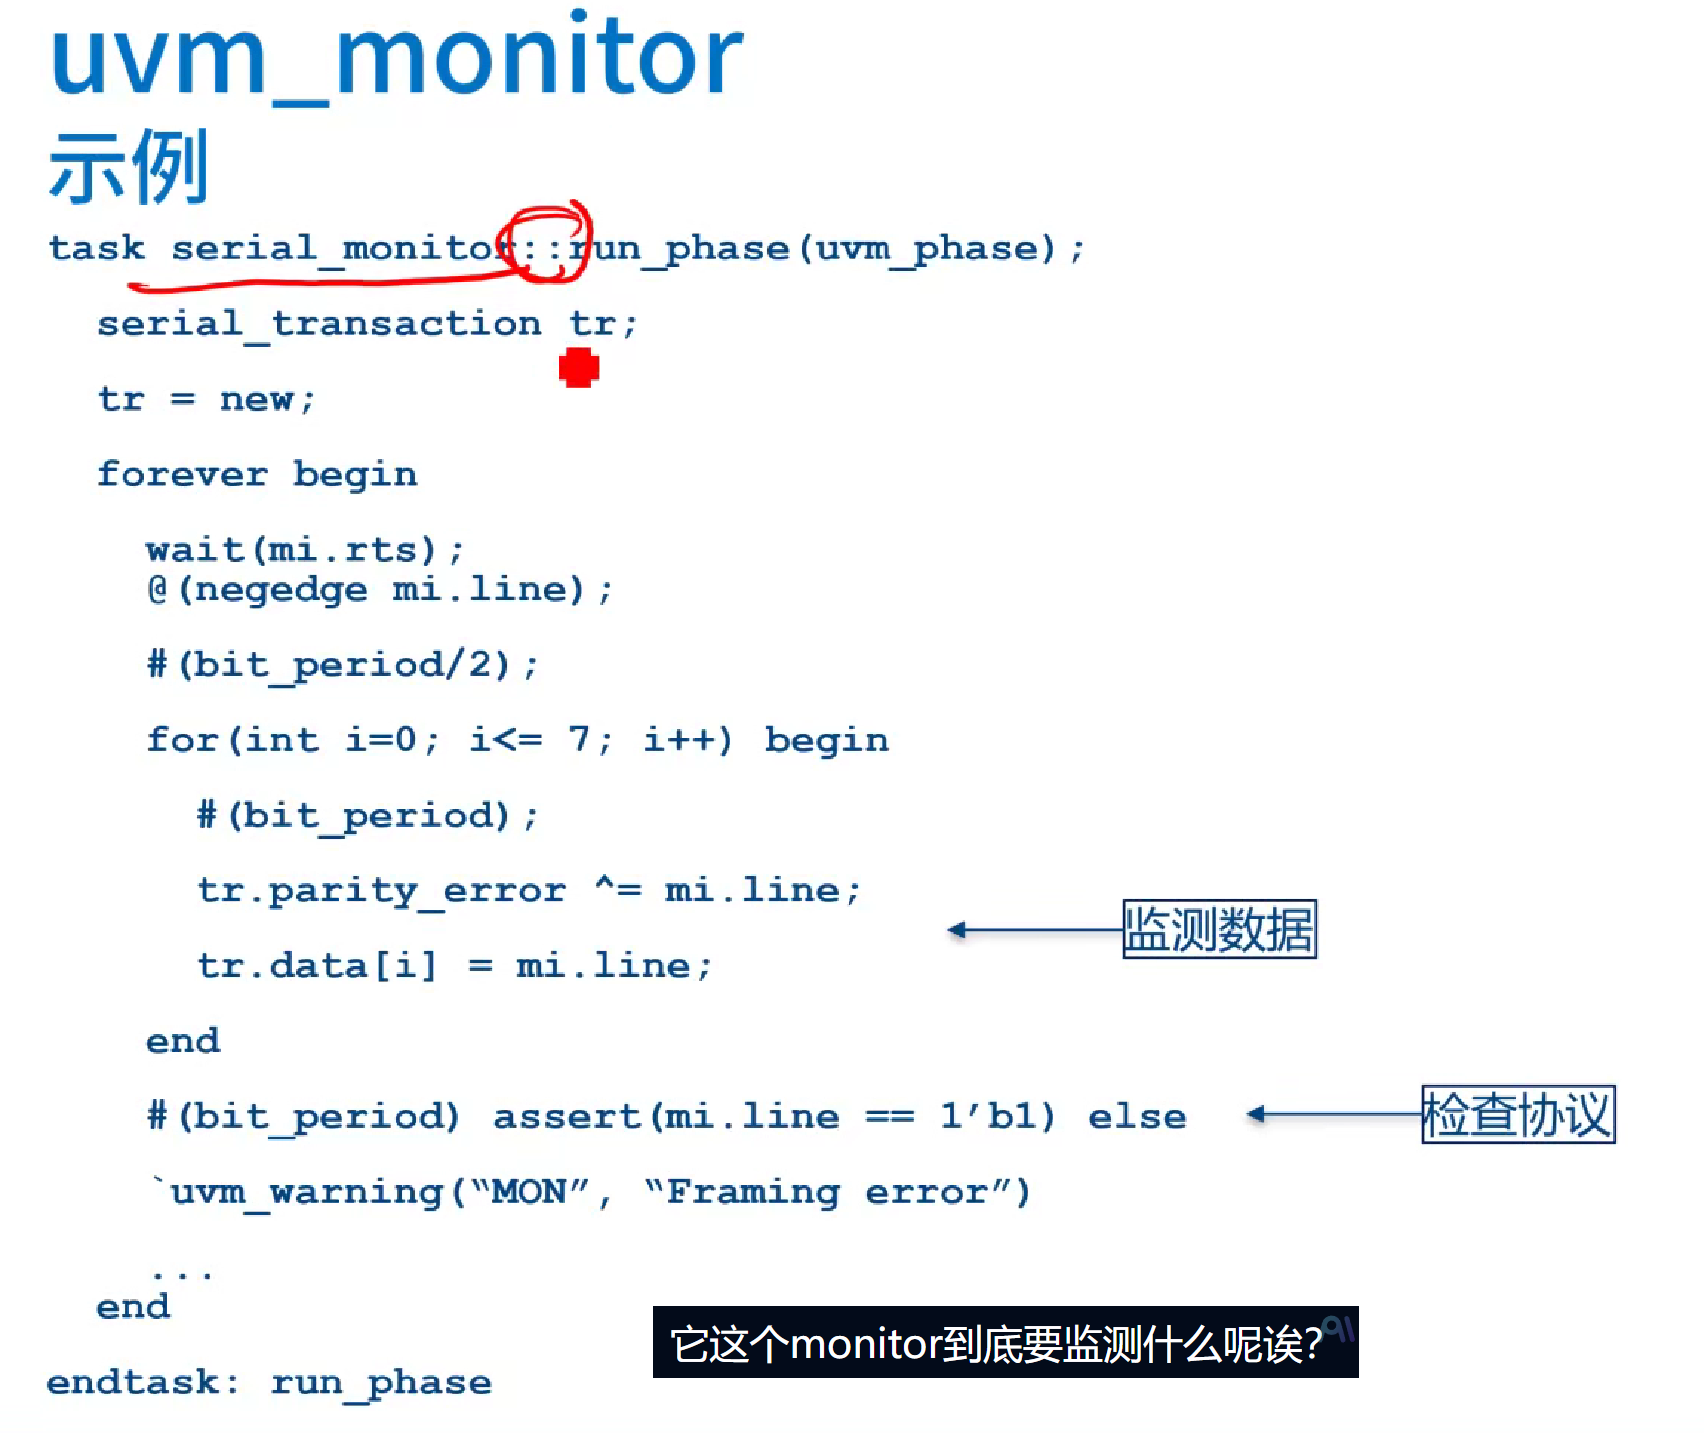 uvm_monitor
示例
task serial_monitor::run_phase(uvm_phase);
serial_transaction tr;
tr = new;
forever begin
wait(mi.rts);
@(negedge mi.line);
#(bit_period/2);
for(int i=0; i<= 7; i++) begin
#(bit_period);
tr.parity_error ^= mi.line;
监测数据
tr.data[i] = mi.line;
end
#(bit_period) assert(mi.line == 1’b1) else
检查协议
`uvm_warning(“MON”, “Framing error”)
...
end
它这个monitor到底要监测什么呢诶？
endtask: run_phase